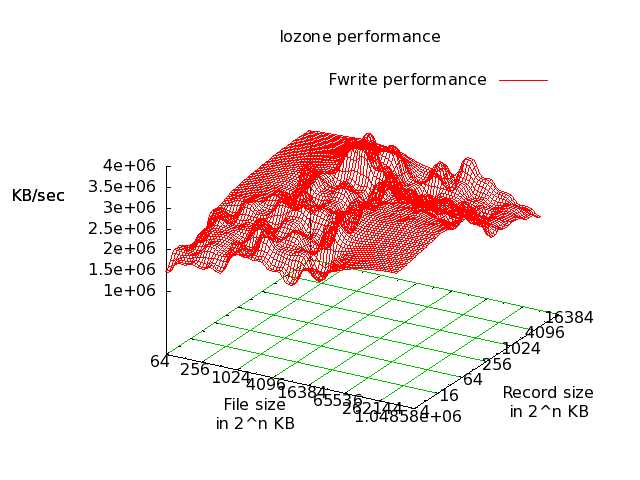 Iozone performance
Fwrite performance
4e+06
3.5e+06
KB/sec
3e+06
2.5e+06
2e+06
1.5e+06
1e+06
64
256
1024
4096
16384
65536
262144
1.04858e+06
4
16
64
256
1024
4096
16384
File size
in 2^n KB
Record size
in 2^n KB